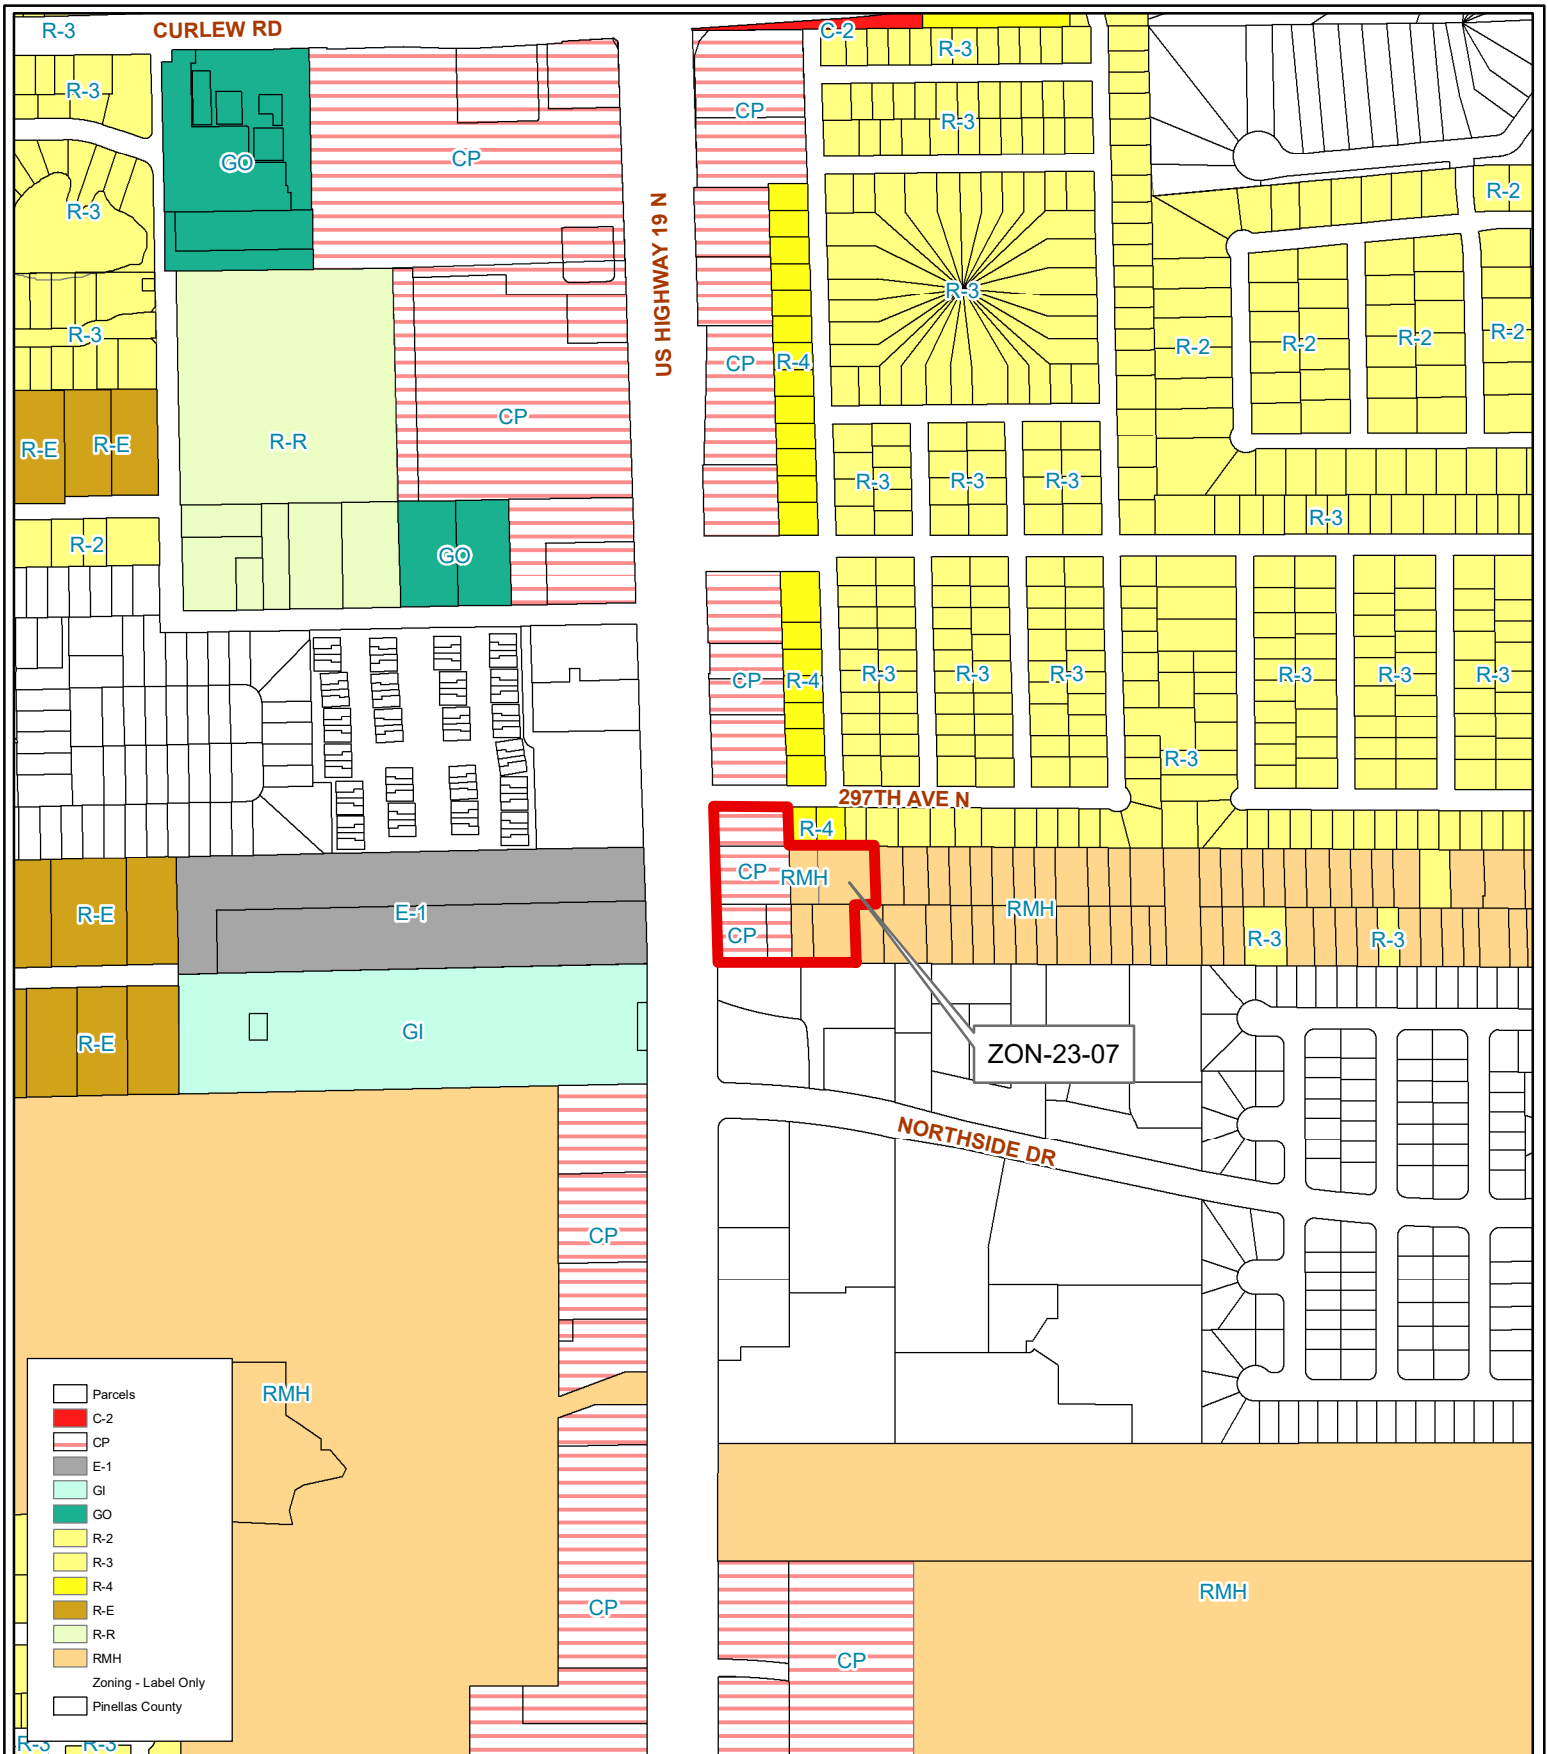 R-3
CURLEW RD
C-2
R-3
R-3
CP
R-3
GO
CP
R-2
R-3
R-3
US HIGHWAY 19 N
R-3
CP
R-4
R-2
R-2
R-2
R-2
CP
R-E
R-E
R-R
R-3
R-3
R-3
R-3
R-2
GO
CP
R-4
R-3
R-3
R-3
R-3
R-3
R-3
R-3
297TH AVE N
R-4
CP
RMH
R-E
E-1
RMH
CP
R-3
R-3
R-E
GI
ZON-23-07
NORTHSIDE DR
CP
RMH
Parcels
C-2
CP
E-1
GI
GO
R-2
R-3
R-4
R-E
R-R
RMH
Zoning - Label Only
Pinellas County
CP
RMH
CP
R-3
R-3